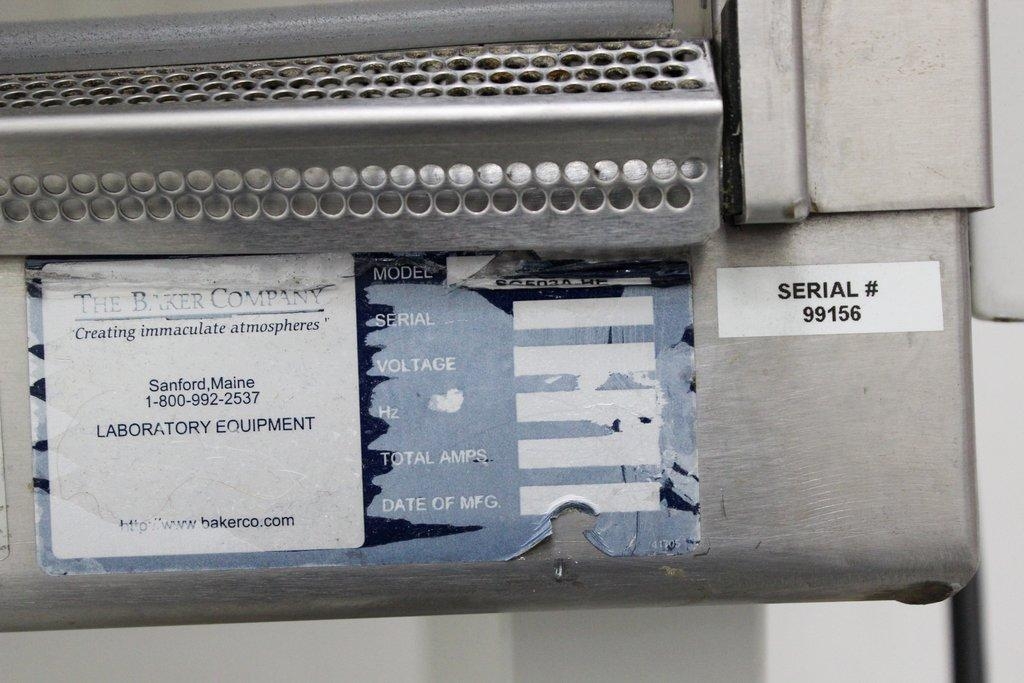 THE BAKER COMPANY
"Creating immaculate atmospheres"
Sanford,Maine
1-800-992-2537
LABORATORY EQUIPMENT
http://www.bakerco.com
MODEL
SERIAL
VOLTAGE
Hz
TOTAL AMPS.
DATE OF MFG.
SERIAL #
99156